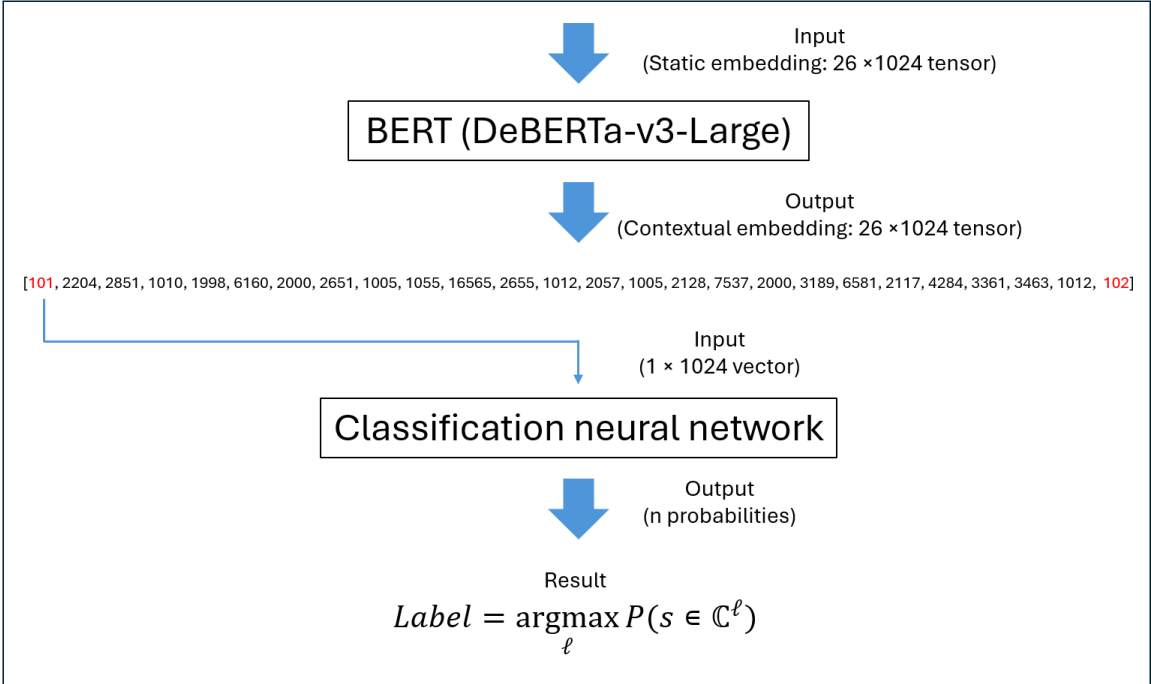 Input
(Static embedding: 26 ×1024 tensor)
BERT (DeBERTa-v3-Large)
Output
(Contextual embedding: 26 ×1024 tensor)
[101, 2204, 2851, 1010, 1998, 6160, 2000, 2651, 1005, 1055, 16565, 2655, 1012, 2057, 1005, 2128, 7537, 2000, 3189, 6581, 2117, 4284, 3361, 3463, 1012, 102]
Input
(1 × 1024 vector)
Classification neural network
Output
(n probabilities)
Result
Label = argmax P(s ∈ ℂ^ℓ)
ℓ